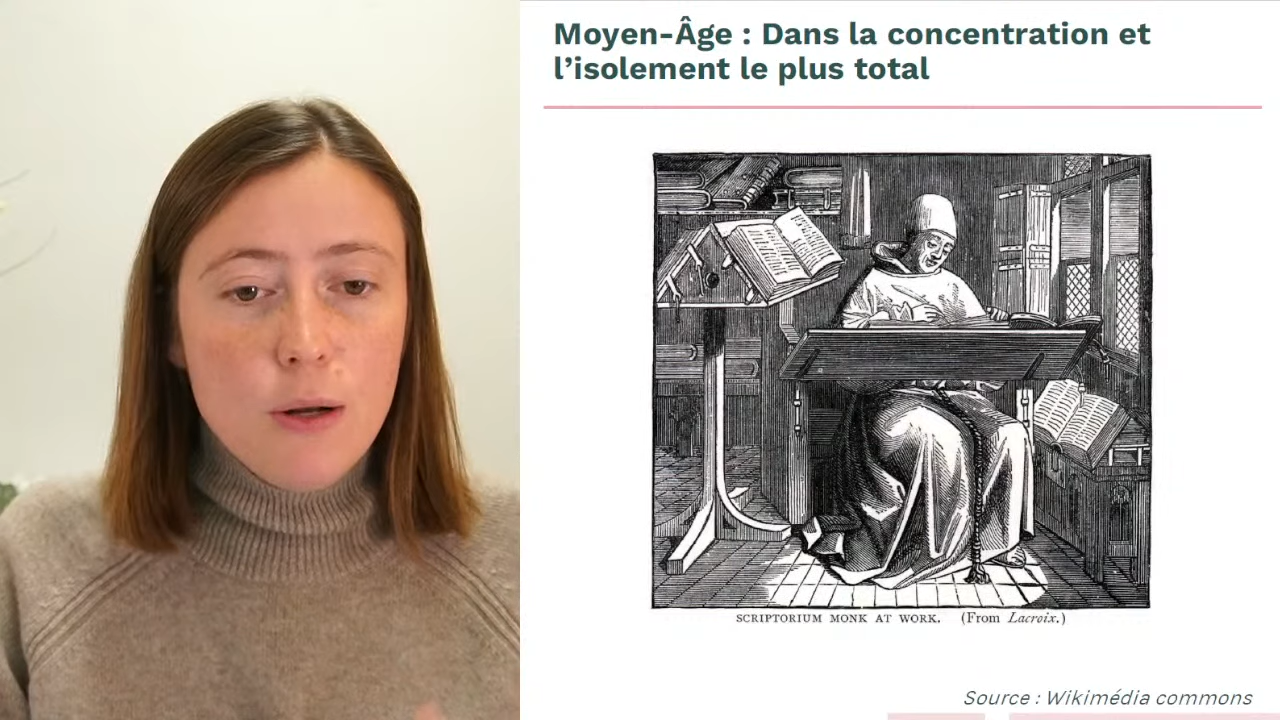 Moyen-Âge : Dans la concentration et
l’isolement le plus total
SCRIPTORIUM MONK AT WORK. (From Lacroix.)
Source : Wikimédia commons